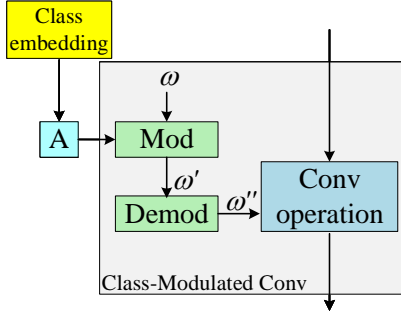 Class
embedding
ω
A
Mod
ω'
Demod
ω''
Conv
operation
Class-Modulated Conv